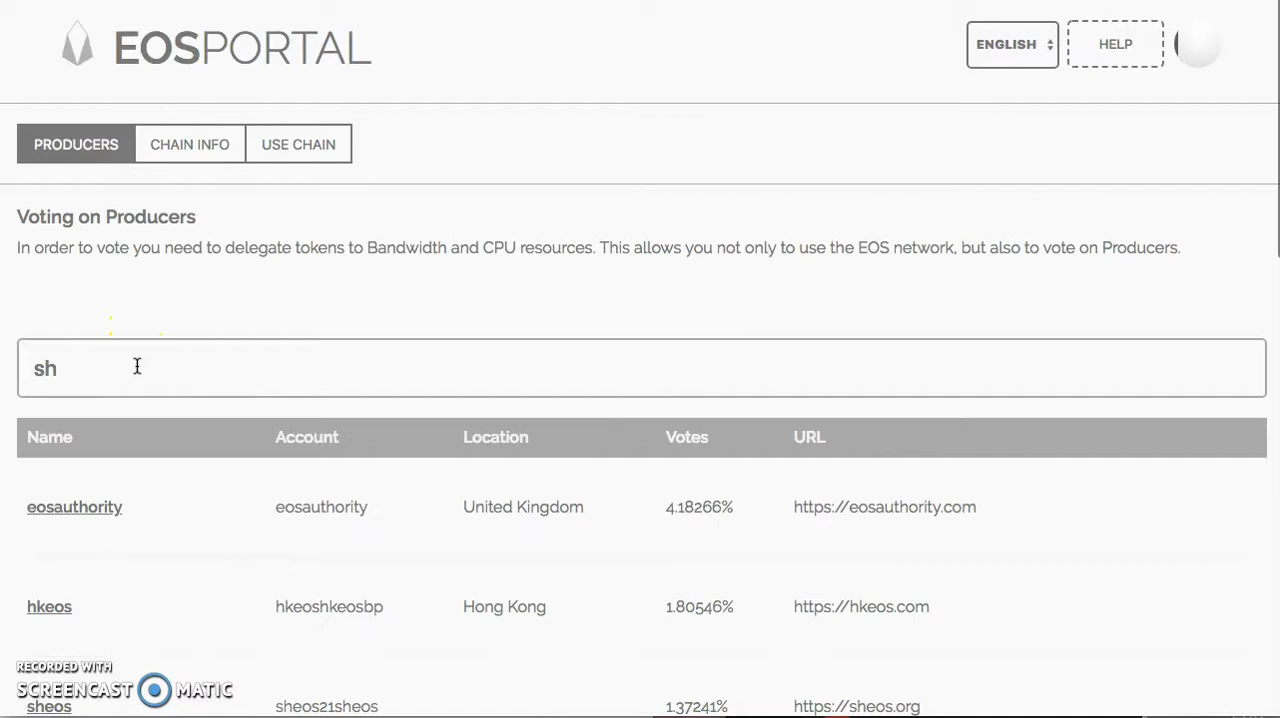 EOSPORTAL
ENGLISH
HELP
PRODUCERS
CHAIN INFO
USE CHAIN
Voting on Producers
In order to vote you need to delegate tokens to Bandwidth and CPU resources. This allows you not only to use the EOS network, but also to vote on Producers.
sh
Name Account Location Votes URL
eosauthority eosauthority United Kingdom 4.18266% https://eosauthority.com
hkeos hkeoshkeosbp Hong Kong 1.80546% https://hkeos.com
RECORDED WITH
SCREENCAST MATIC
sheos sheos21sheos 1.37241% https://sheos.org